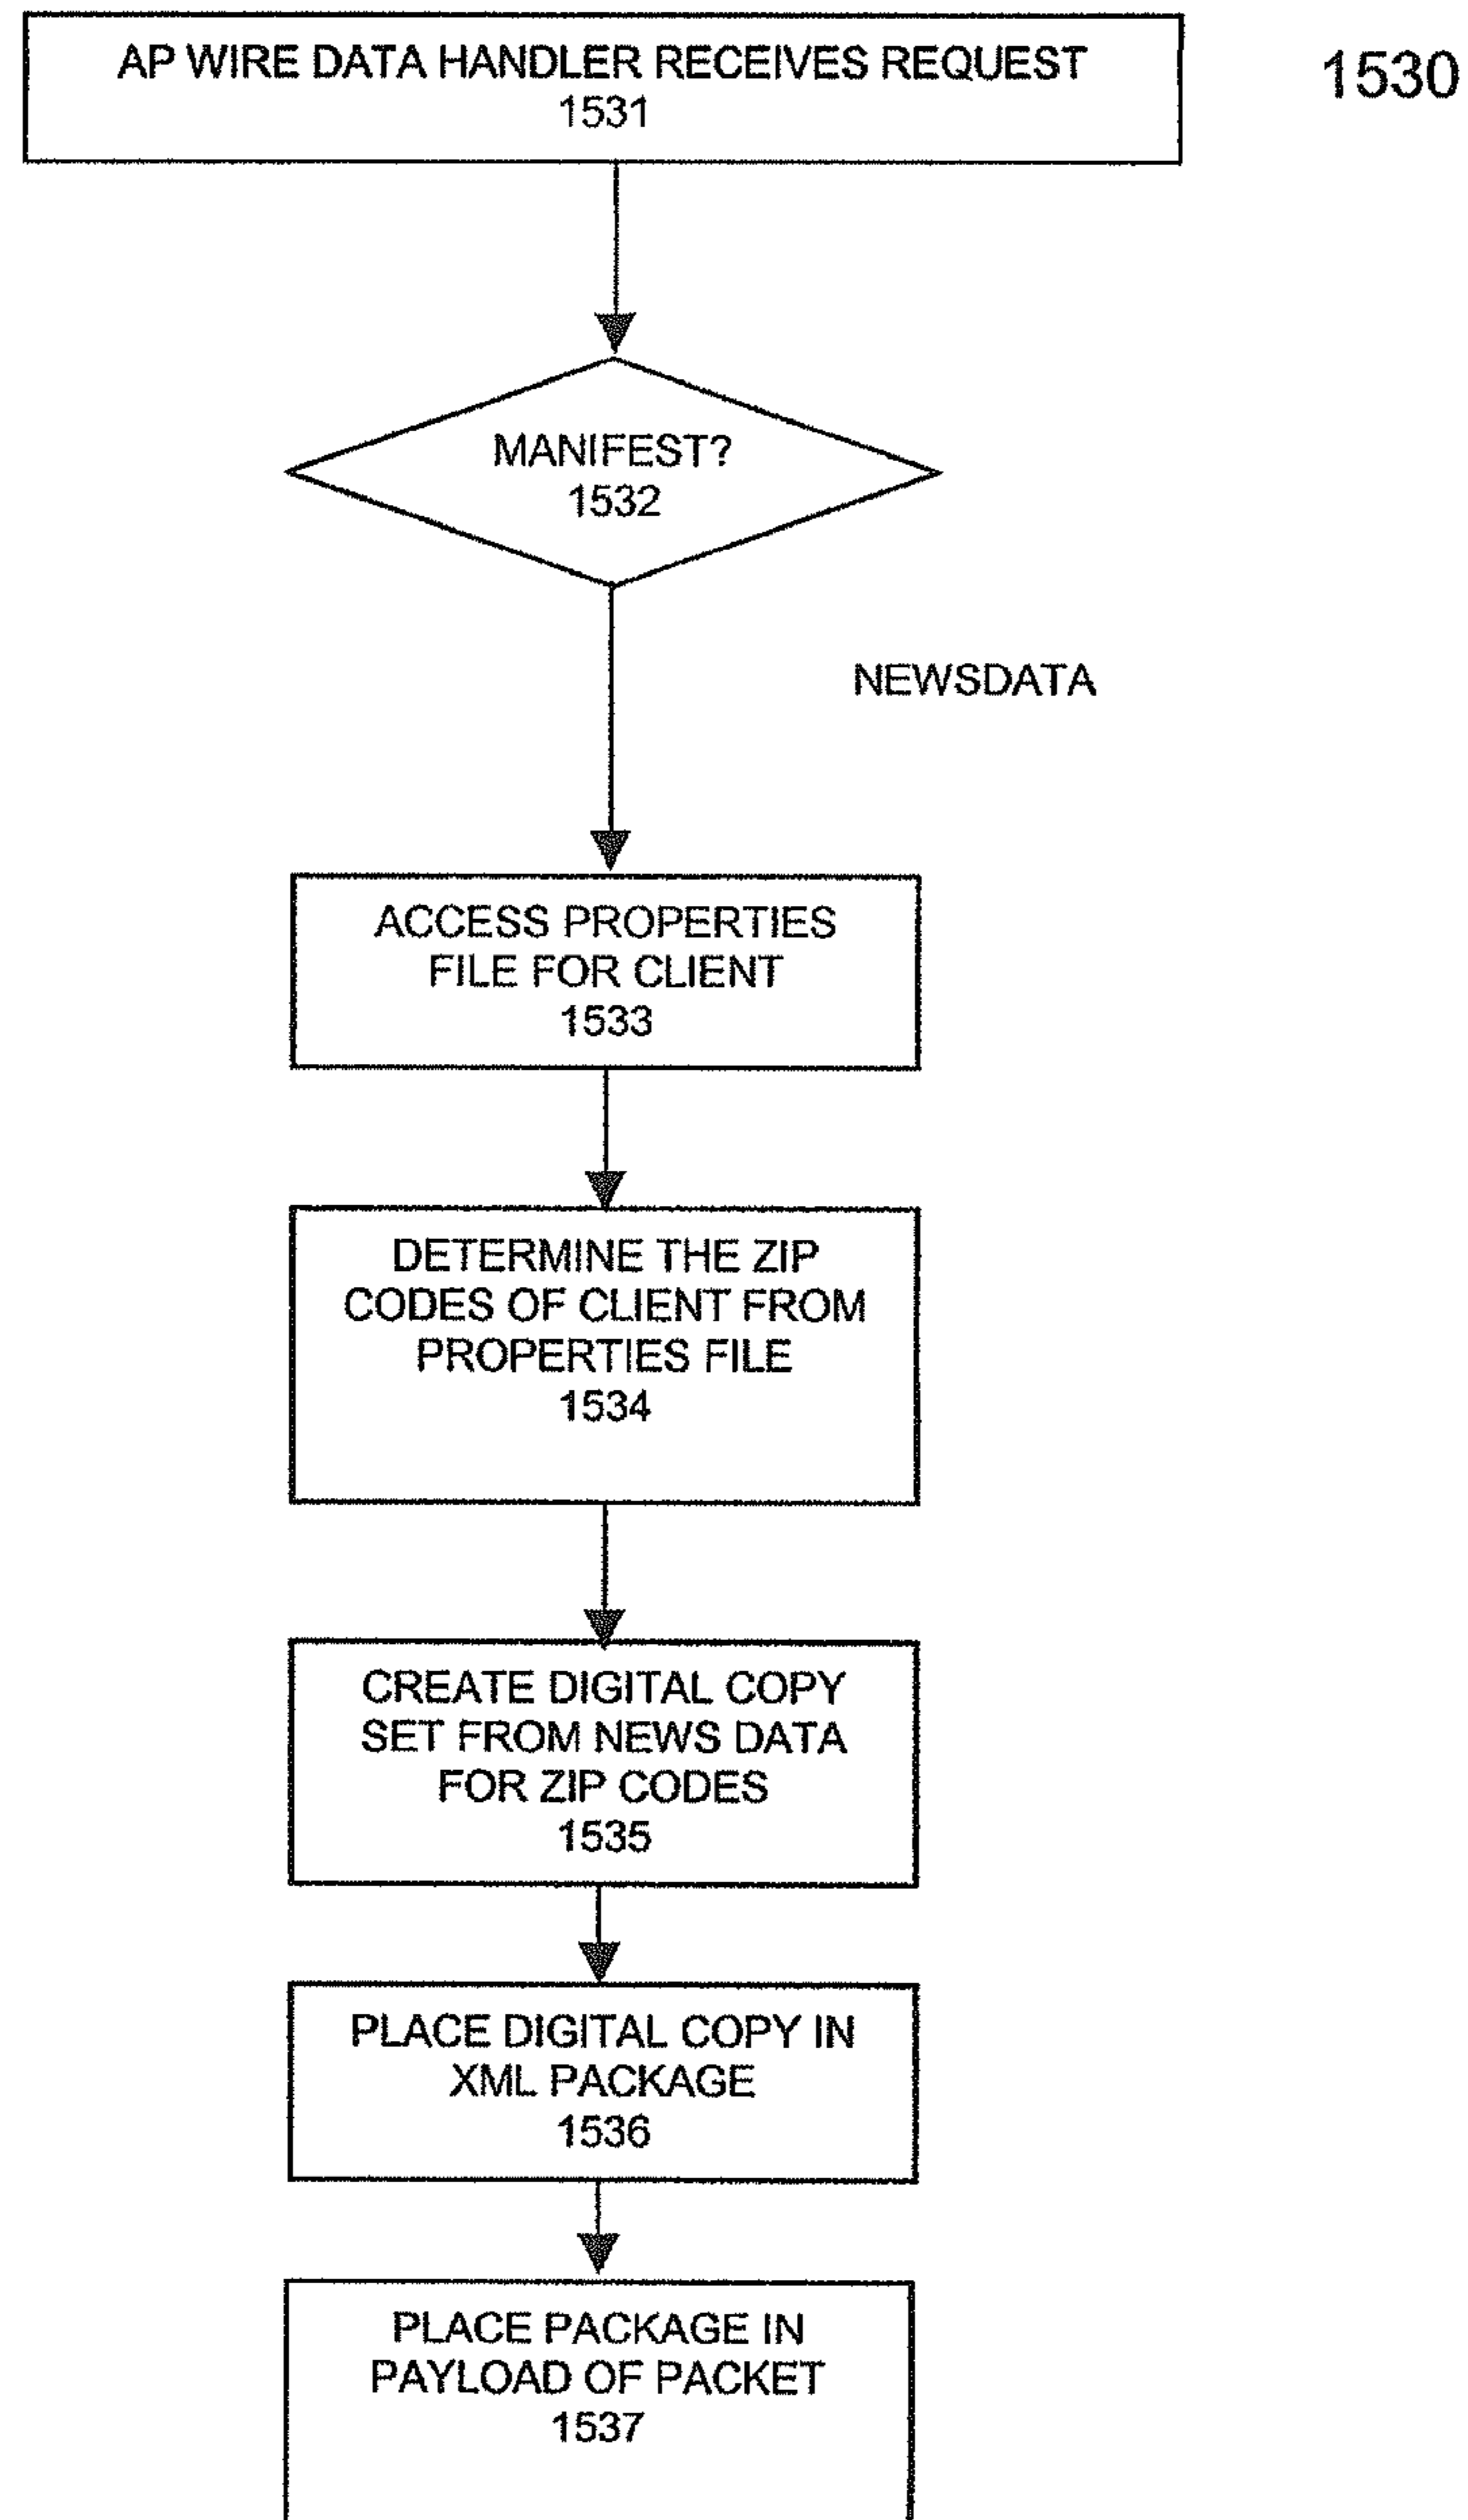 AP WIRE DATA HANDLER RECEIVES REQUEST
1531
1530
MANIFEST?
1532
NEWSDATA
ACCESS PROPERTIES
FILE FOR CLIENT
1533
DETERMINE THE ZIP
CODES OF CLIENT FROM
PROPERTIES FILE
1534
CREATE DIGITAL COPY
SET FROM NEWS DATA
FOR ZIP CODES
1535
PLACE DIGITAL COPY IN
XML PACKAGE
1536
PLACE PACKAGE IN
PAYLOAD OF PACKET
1537